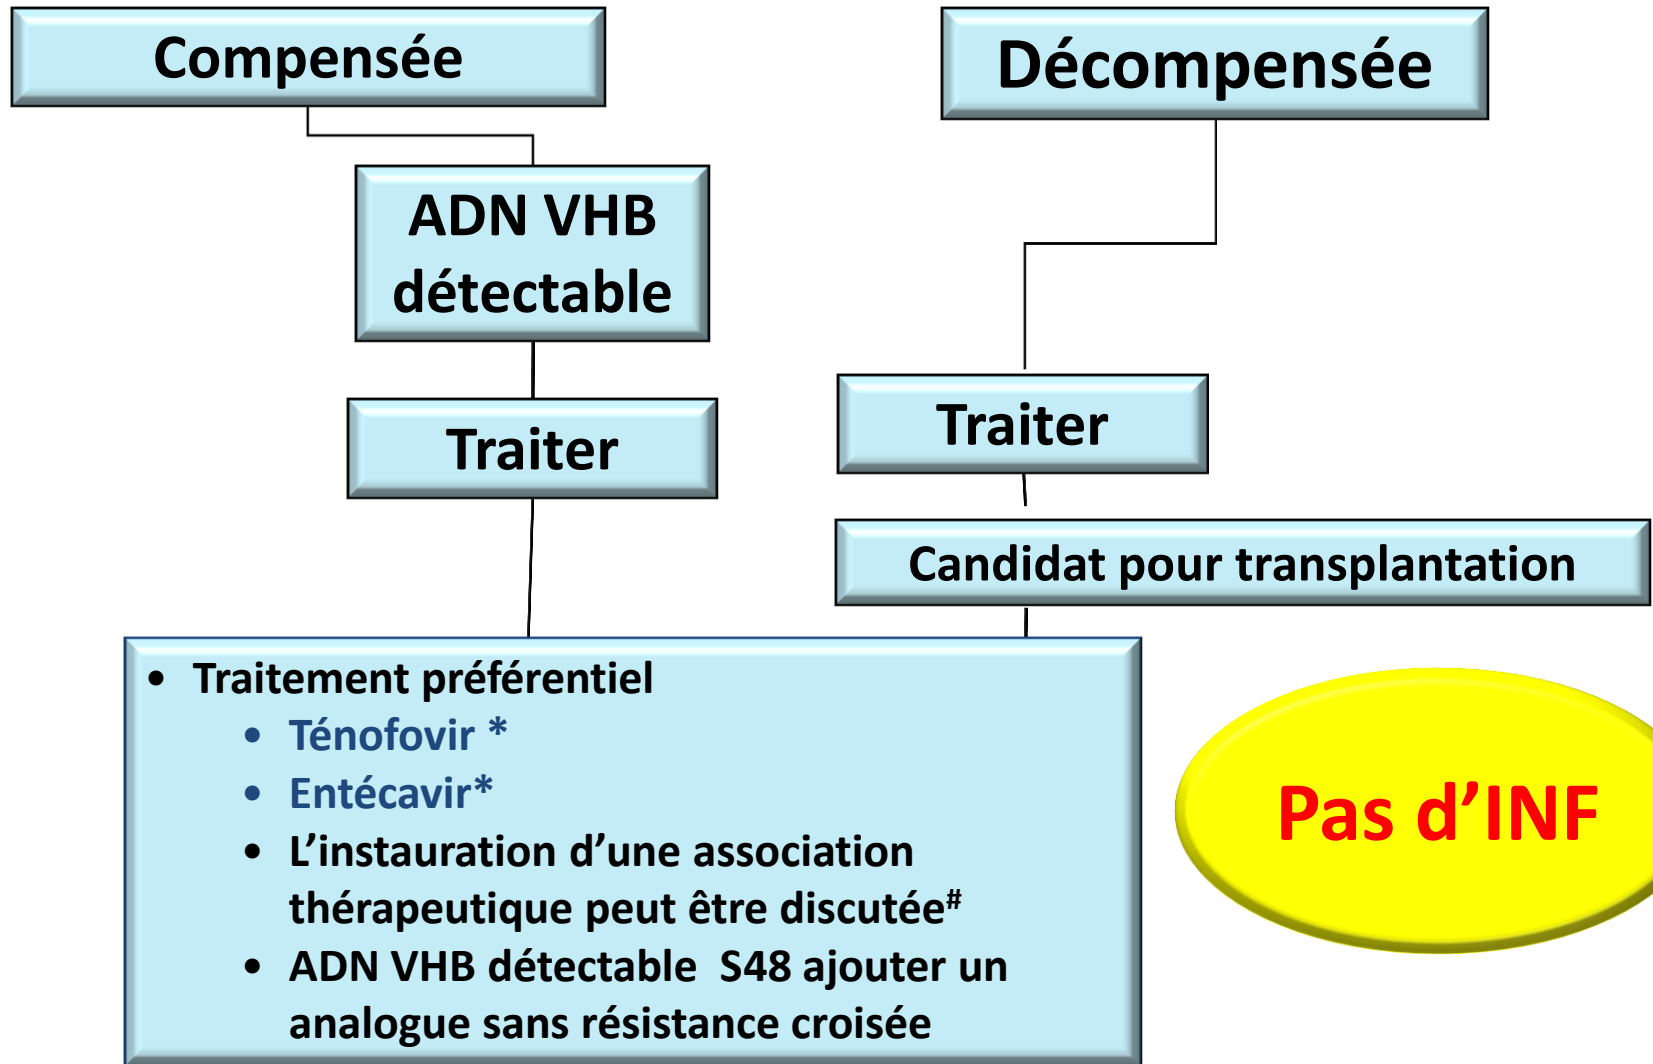 Compensée
Décompensée
ADN VHB
détectable
Traiter
Traiter
Candidat pour transplantation
• Traitement préférentiel
• Ténofovir *
• Entécavir*
• L’instauration d’une association
thérapeutique peut être discutée#
• ADN VHB détectable  S48 ajouter un
analogue sans résistance croisée
Pas d’INF